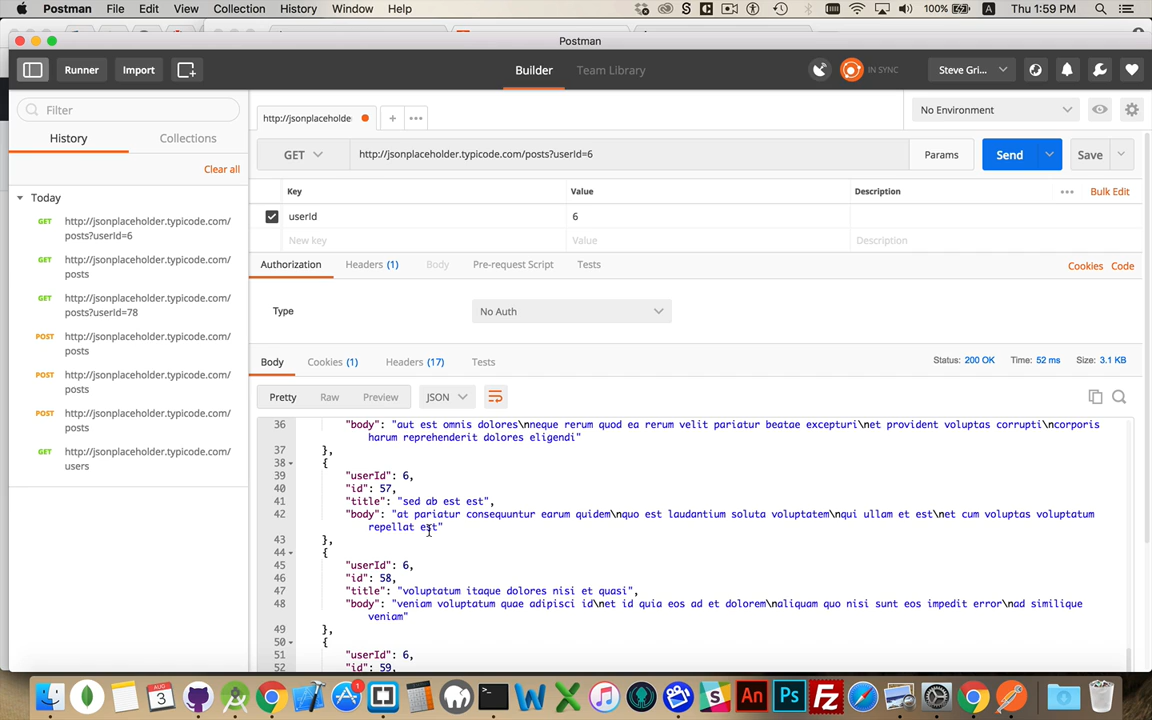 Postman File Edit View Collection History Window Help 100% A Thu 1:59 PM
Postman
Runner Import Builder Team Library IN SYNC Steve Gri...
Filter
http://jsonplaceholde No Environment
History Collections
GET http://jsonplaceholder.typicode.com/posts?userId=6 Params Send Save
Clear all
Key Value Description Bulk Edit
Today
userId 6
GET http://jsonplaceholder.typicode.com/
posts?userId=6
New key Value Description
GET http://jsonplaceholder.typicode.com/
posts
Authorization Headers (1) Body Pre-request Script Tests Cookies Code
GET http://jsonplaceholder.typicode.com/
posts?userId=78
Type No Auth
POST http://jsonplaceholder.typicode.com/
posts
Body Cookies (1) Headers (17) Tests Status: 200 OK Time: 52 ms Size: 3.1 KB
POST http://jsonplaceholder.typicode.com/
posts
Pretty Raw Preview JSON
POST http://jsonplaceholder.typicode.com/
posts
GET http://jsonplaceholder.typicode.com/
users
36 "body": "aut est omnis dolores\nneque rerum quod ea rerum velit pariatur beatae excepturi\net provident voluptas corrupti\ncorporis
harum reprehenderit dolores eligendi"
37 },
38 {
39 "userId": 6,
40 "id": 57,
41 "title": "sed ab est est",
42 "body": "at pariatur consequuntur earum quidem\nquo est laudantium soluta voluptatem\nqui ullam et est\net cum voluptas voluptatum
repellat est"
43 },
44 {
45 "userId": 6,
46 "id": 58,
47 "title": "voluptatum itaque dolores nisi et quasi",
48 "body": "veniam voluptatum quae adipisci id\net id quia eos ad et dolorem\naliquam quo nisi sunt eos impedit error\nad similique
veniam"
49 },
50 {
51 "userId": 6,
52 "id": 59,
AUG 3 1 W X S An Ps Fz